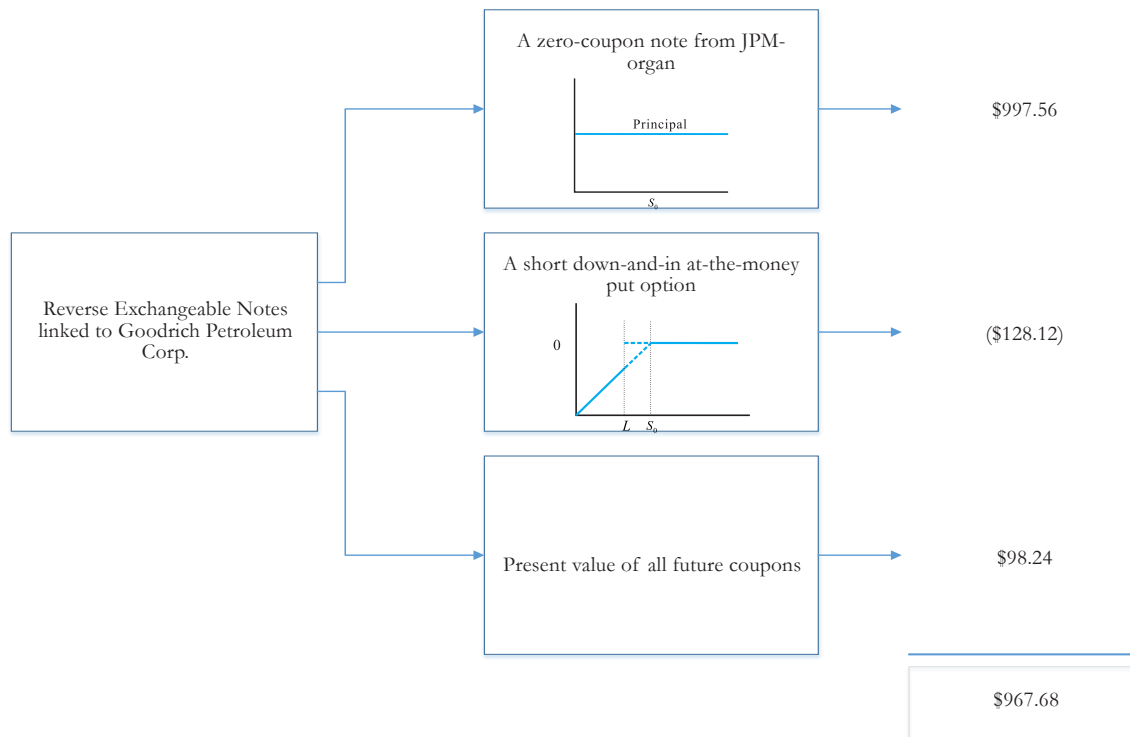 A zero-coupon note from JPM-
organ
Principal
S₀
$997.56
Reverse Exchangeable Notes
linked to Goodrich Petroleum
Corp.
A short down-and-in at-the-money
put option
0
L S₀
($128.12)
Present value of all future coupons
$98.24
$967.68